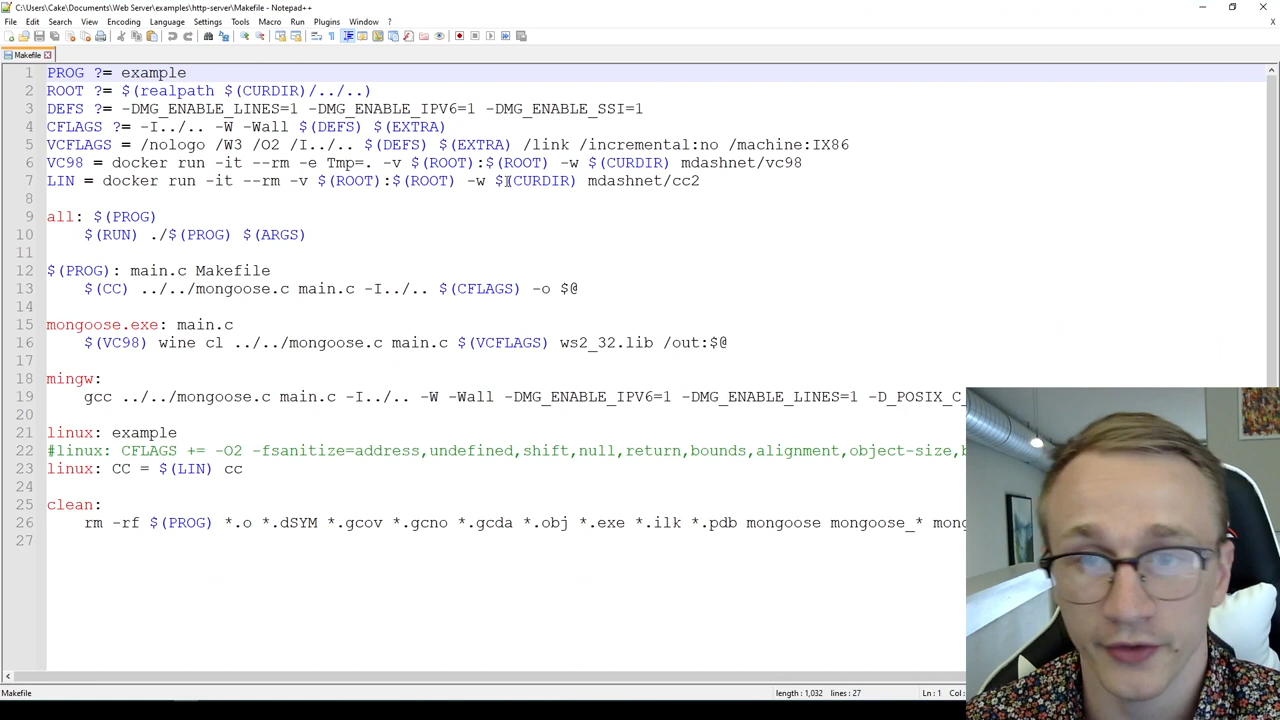 C:\Users\Cake\Documents\Web Server\examples\http-server\Makefile - Notepad++
File Edit Search View Encoding Language Settings Tools Macro Run Plugins Window ?
X
Makefile
1 PROG ?= example
2 ROOT ?= $(realpath $(CURDIR)/../..)
3 DEFS ?= -DMG_ENABLE_LINES=1 -DMG_ENABLE_IPV6=1 -DMG_ENABLE_SSI=1
4 CFLAGS ?= -I../.. -W -Wall $(DEFS) $(EXTRA)
5 VCFLAGS = /nologo /W3 /O2 /I../.. $(DEFS) $(EXTRA) /link /incremental:no /machine:IX86
6 VC98 = docker run -it --rm -e Tmp=. -v $(ROOT):$(ROOT) -w $(CURDIR) mdashnet/vc98
7 LIN = docker run -it --rm -v $(ROOT):$(ROOT) -w $(CURDIR) mdashnet/cc2
8
9 all: $(PROG)
10 $(RUN) ./$(PROG) $(ARGS)
11
12 $(PROG): main.c Makefile
13 $(CC) ../../mongoose.c main.c -I../.. $(CFLAGS) -o $@
14
15 mongoose.exe: main.c
16 $(VC98) wine cl ../../mongoose.c main.c $(VCFLAGS) ws2_32.lib /out:$@
17
18 mingw:
19 gcc ../../mongoose.c main.c -I../.. -W -Wall -DMG_ENABLE_IPV6=1 -DMG_ENABLE_LINES=1 -D_POSIX_C_
20
21 linux: example
22 #linux: CFLAGS += -O2 -fsanitize=address,undefined,shift,null,return,bounds,alignment,object-size,b
23 linux: CC = $(LIN) cc
24
25 clean:
26 rm -rf $(PROG) *.o *.dSYM *.gcov *.gcno *.gcda *.obj *.exe *.ilk *.pdb mongoose mongoose_* mong
27
Makefile length : 1,032 lines : 27 Ln : 1 Col :